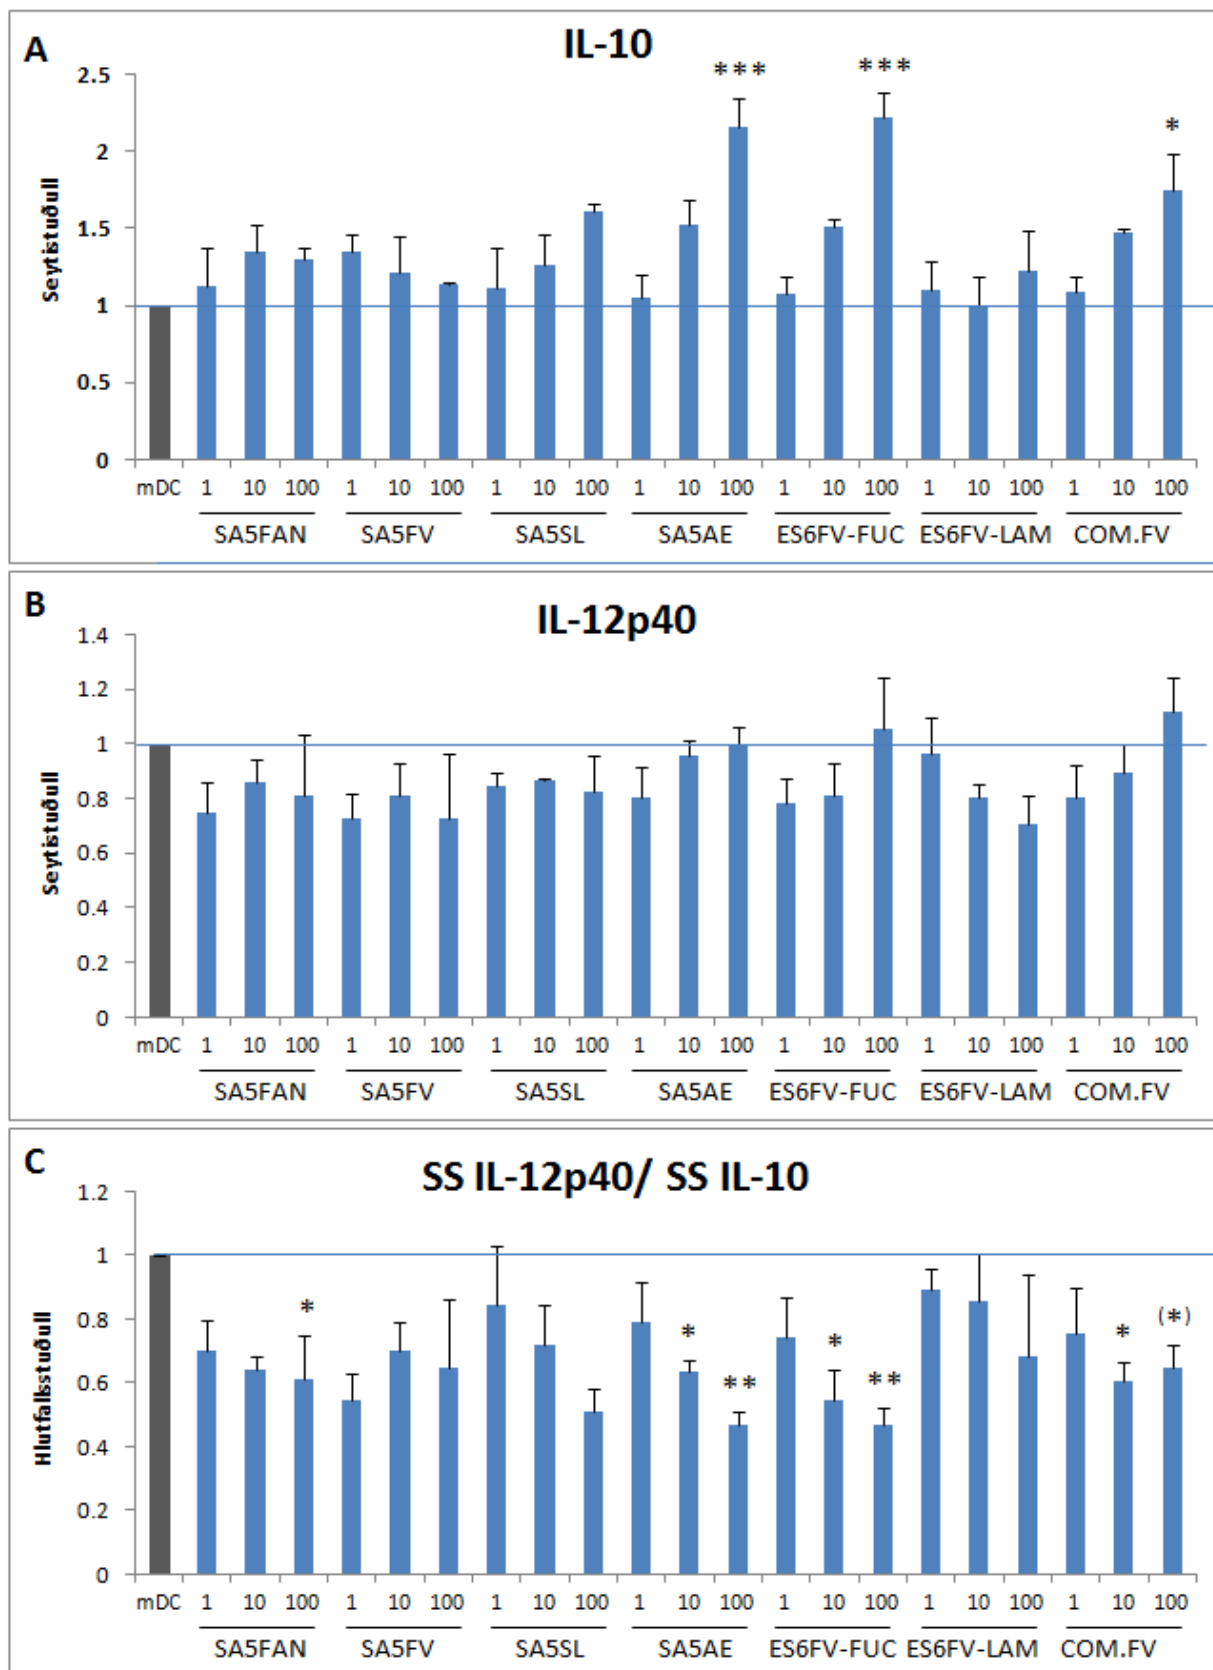 A
IL-10
2.5
2
1.5
1
0.5
0
Seytistuðull
*** *** *
mDC 1 10 100 1 10 100 1 10 100 1 10 100 1 10 100 1 10 100 1 10 100
SA5FAN SA5FV SA5SL SA5AE ES6FV-FUC ES6FV-LAM COM.FV
B
IL-12p40
1.4
1.2
1
0.8
0.6
0.4
0.2
0
Seytistuðull
mDC 1 10 100 1 10 100 1 10 100 1 10 100 1 10 100 1 10 100 1 10 100
SA5FAN SA5FV SA5SL SA5AE ES6FV-FUC ES6FV-LAM COM.FV
C
SS IL-12p40/ SS IL-10
1.2
1
0.8
0.6
0.4
0.2
0
Hlutfallsstuðull
* * ** * ** * (*)
mDC 1 10 100 1 10 100 1 10 100 1 10 100 1 10 100 1 10 100 1 10 100
SA5FAN SA5FV SA5SL SA5AE ES6FV-FUC ES6FV-LAM COM.FV